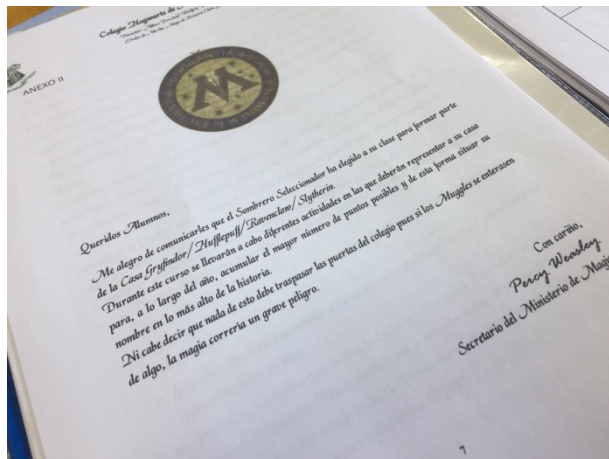 Colegio Hogwarts de
Director: Albus Percival
ANEXO II
Queridos Alumnos,
Me alegro de comunicarles que el Sombrero Seleccionador ha elegido a su clase para formar parte
de la Casa Gryfindor/Hufflepuff/Ravenclaw/Slytherin.
Durante este curso se llevarán a cabo diferentes actividades en las que deberán representar a su casa
para, a lo largo del año, acumular el mayor número de puntos posibles y de esta forma situar su
nombre en lo más alto de la historia.
Ni cabe decir que nada de esto debe traspasar las puertas del colegio pues si los Muggles se enterasen
de algo, la magia correría un grave peligro.
Con cariño,
Percy Weasley
Secretario del Ministerio de Magi
7